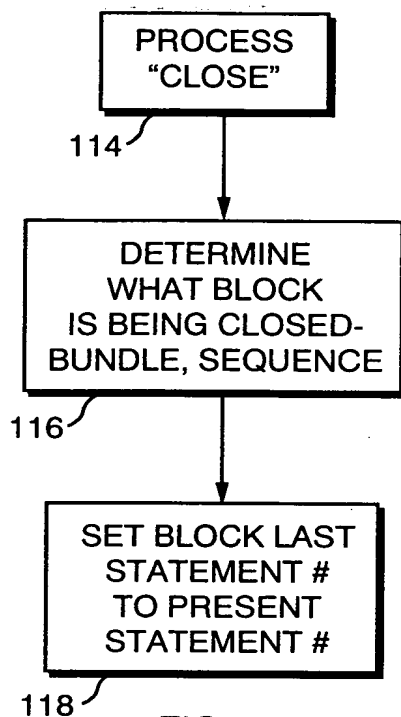 PROCESS
“CLOSE”
114
DETERMINE
WHAT BLOCK
IS BEING CLOSED-
BUNDLE, SEQUENCE
116
SET BLOCK LAST
STATEMENT #
TO PRESENT
STATEMENT #
118